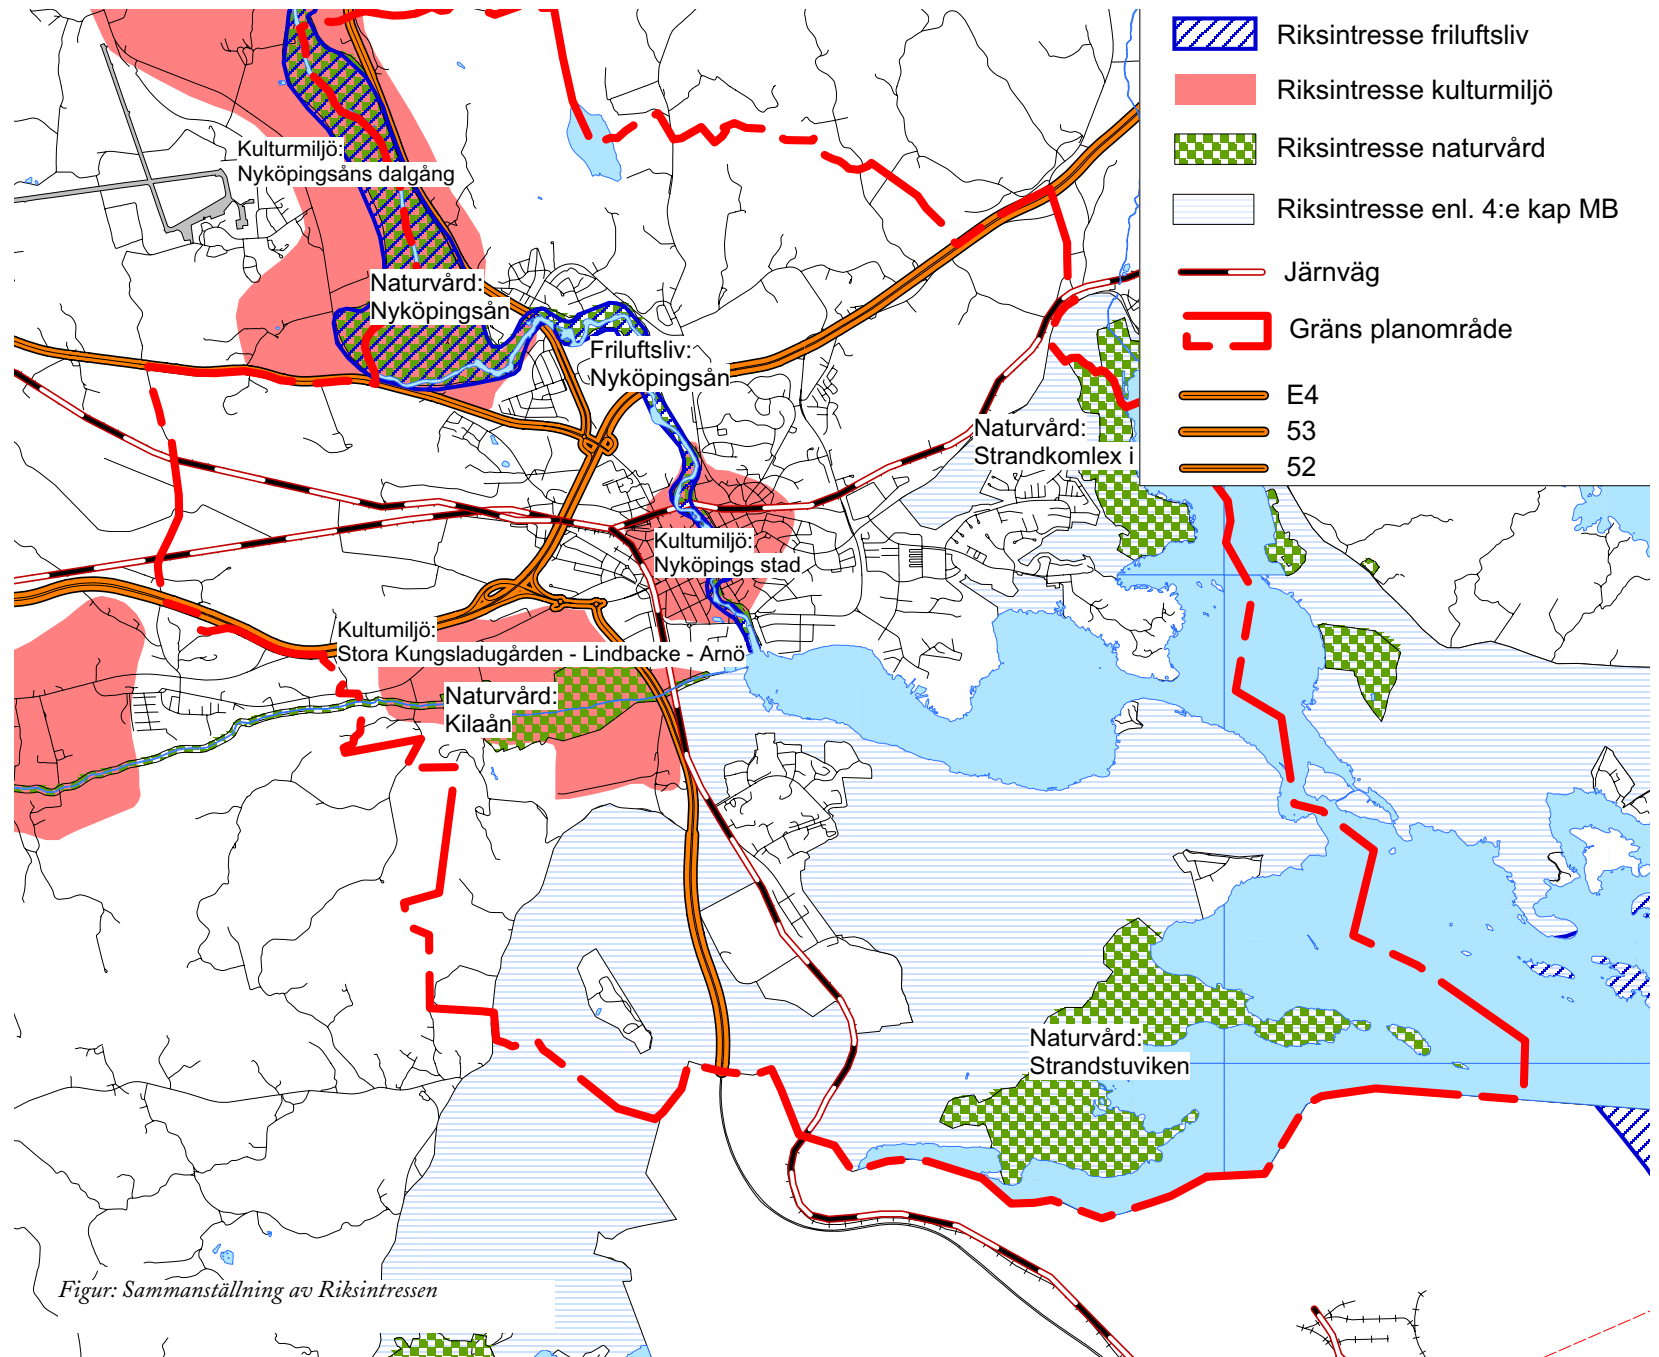 Riksintresse friluftsliv
Riksintresse kulturmiljö
Riksintresse naturvård
Riksintresse enl. 4:e kap MB
Järnväg
Gräns planområde
E4
53
52
Kulturmiljö:
Nyköpingsåns dalgång
Naturvård:
Nyköpingsån
Friluftsliv:
Nyköpingsån
Naturvård:
Strandkomlex i
Kultumiljö:
Nyköpings stad
Kultumiljö:
Stora Kungsladugården - Lindbacke - Arnö
Naturvård:
Kilaån
Naturvård:
Strandstuviken
Figur: Sammanställning av Riksintressen